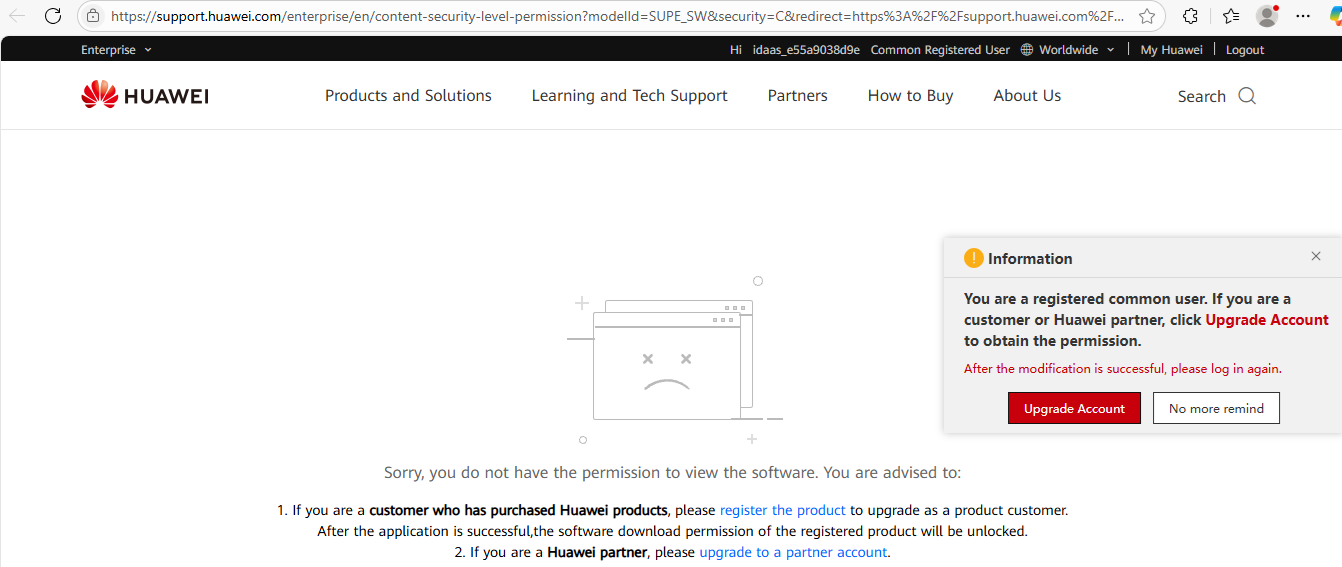 https://support.huawei.com/enterprise/en/content-security-level-permission?modelId=SUPE_SW&security=C&redirect=https%3A%2F%2Fsupport.huawei.com%2F...
Enterprise
Hi idaas_e55a9038d9e Common Registered User Worldwide | My Huawei | Logout
HUAWEI
Products and Solutions
Learning and Tech Support
Partners
How to Buy
About Us
Search
Information
You are a registered common user. If you are a
customer or Huawei partner, click Upgrade Account
to obtain the permission.
After the modification is successful, please log in again.
Upgrade Account
No more remind
Sorry, you do not have the permission to view the software. You are advised to:
1. If you are a customer who has purchased Huawei products, please register the product to upgrade as a product customer.
After the application is successful,the software download permission of the registered product will be unlocked.
2. If you are a Huawei partner, please upgrade to a partner account.